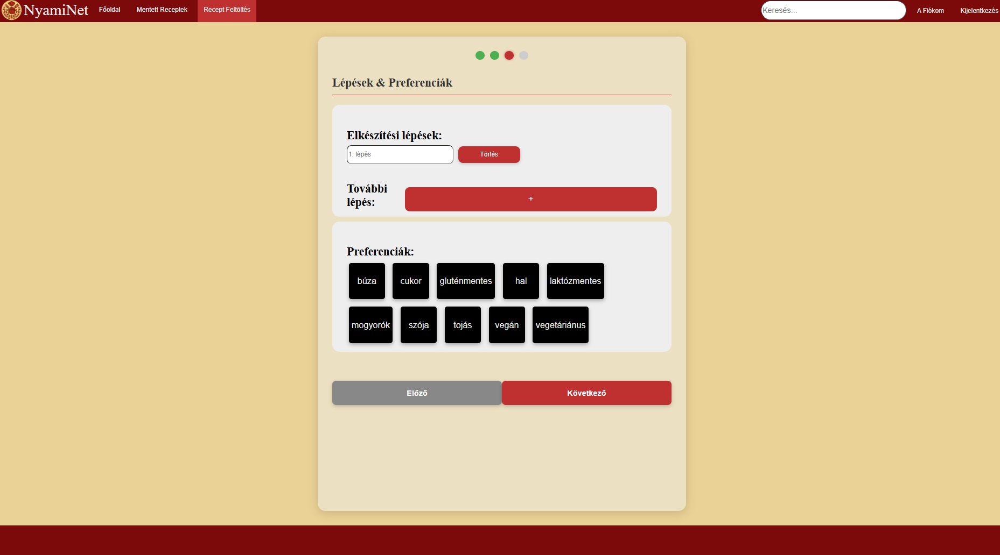 NyamiNet
Főoldal
Mentett Receptek
Recept Feltöltés
Keresés...
A Fiókom
Kijelentkezés
Lépések & Preferenciák
Elkészítési lépések:
1. lépés
Törlés
További
lépés:
+
Preferenciák:
búza
cukor
gluténmentes
hal
laktózmentes
mogyorók
szója
tojás
vegán
vegetáriánus
Előző
Következő